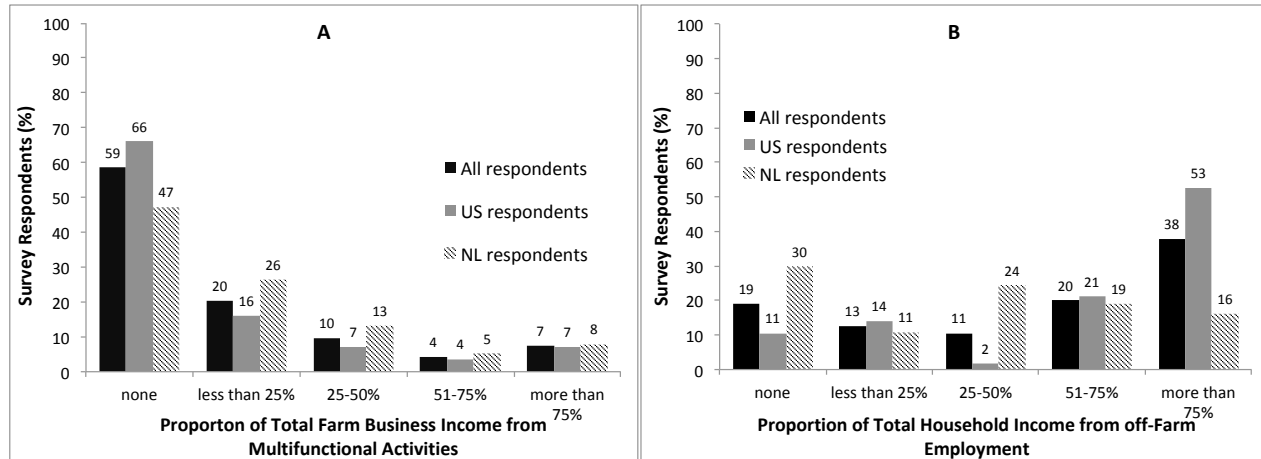 A
Survey Respondents (%)
100
90
80
70
60
50
40
30
20
10
0
59
66
47
20
16
26
10
7
13
4
4
5
7
7
8
All respondents
US respondents
NL respondents
none
less than 25%
25-50%
51-75%
more than
75%
Proporton of Total Farm Business Income from
Multifunctional Activities
B
Survey Respondents (%)
100
90
80
70
60
50
40
30
20
10
0
All respondents
US respondents
NL respondents
19
11
30
13
14
11
11
2
24
20
21
19
38
53
16
none
less than 25%
25-50%
51-75%
more than
75%
Proportion of Total Household Income from off-Farm
Employment